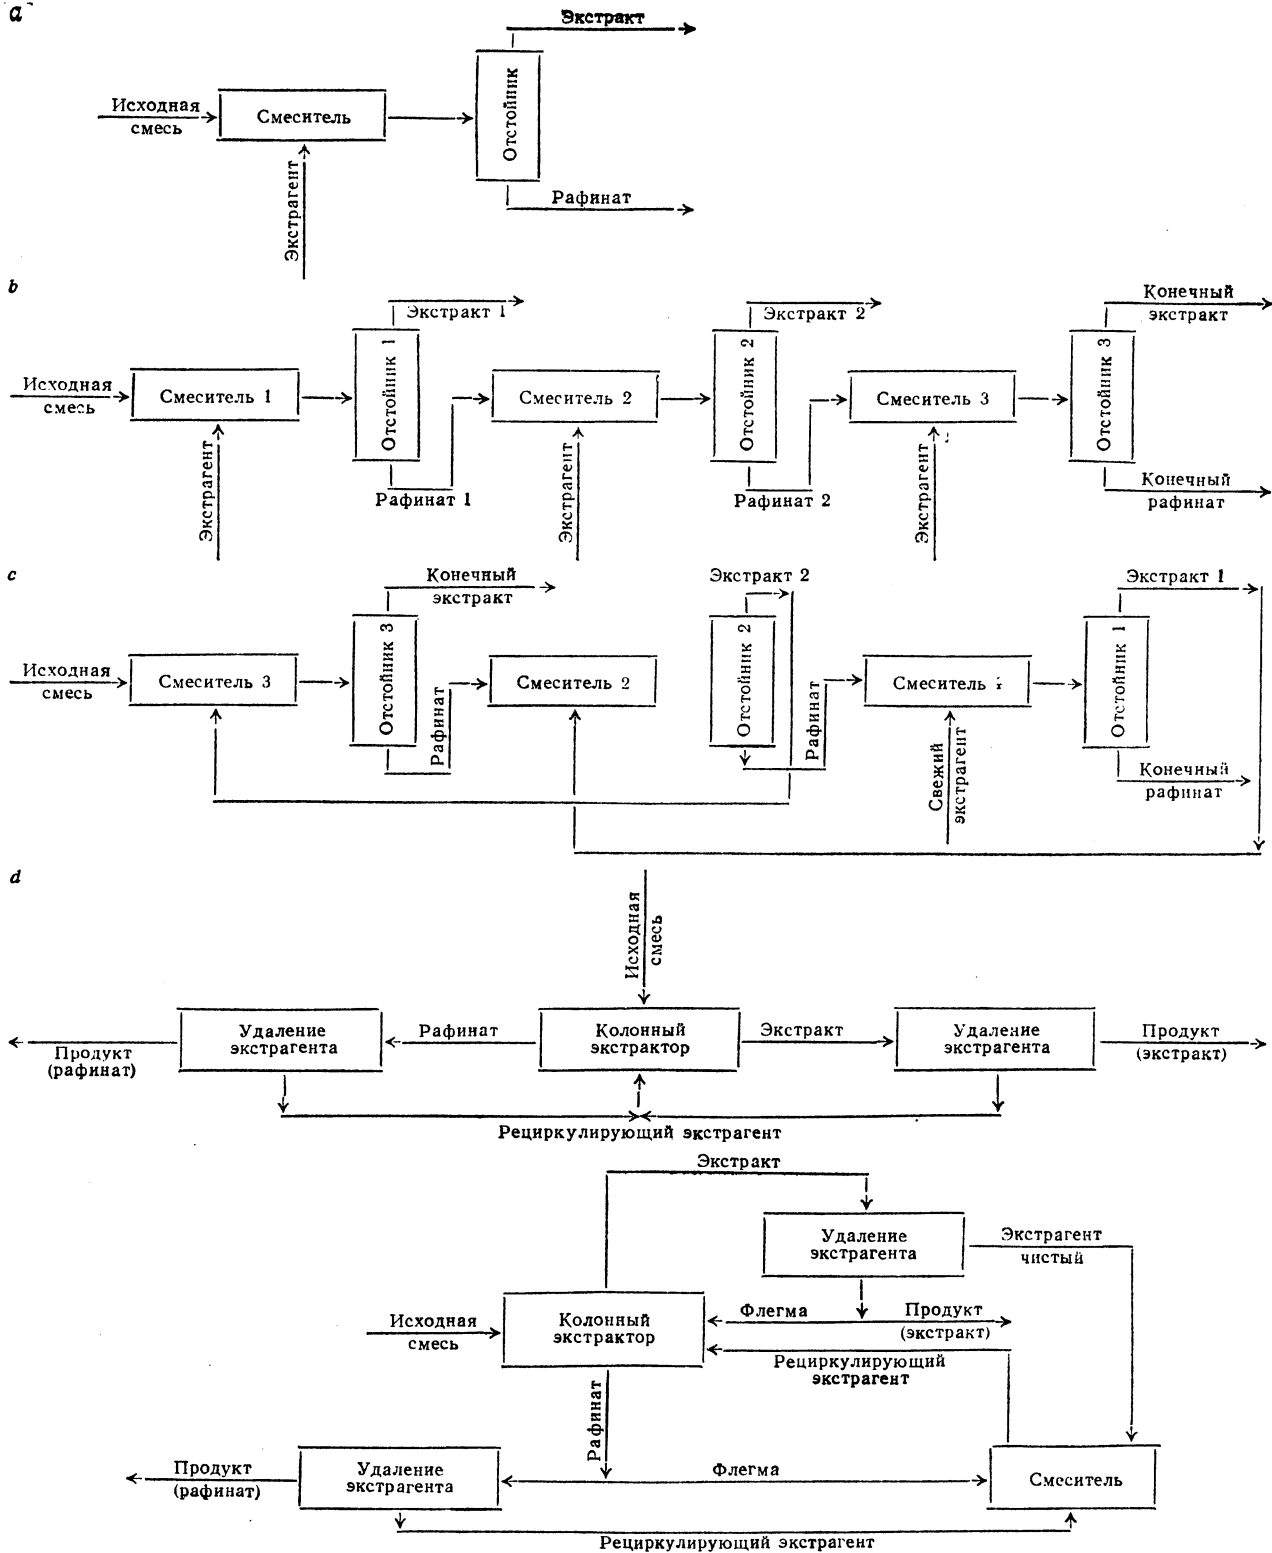 a
Экстракт
Исходная
смесь
Смеситель
Отстойник
Экстрагент
Рафинат
b
Экстракт 1
Экстракт 2
Конечный
экстракт
Исходная
смесь
Смеситель 1
Отстойник 1
Смеситель 2
Отстойник 2
Смеситель 3
Отстойник 3
Экстрагент
Рафинат 1
Экстрагент
Рафинат 2
Экстрагент
Конечный
рафинат
c
Конечный
экстракт
Экстракт 2
Экстракт 1
Исходная
смесь
Смеситель 3
Отстойник 3
Рафинат
Смеситель 2
Отстойник 2
Рафинат
Смеситель
Отстойник 1
Свежий
экстрагент
Конечный
рафинат
d
Исходная
смесь
Продукт
(рафинат)
Удаление
экстрагента
Рафинат
Колонный
экстрактор
Экстракт
Удаление
экстрагента
Продукт
(экстракт)
Рециркулирующий экстрагент
Экстракт
Удаление
экстрагента
Экстрагент
чистый
Исходная
смесь
Колонный
экстрактор
Флегма
Продукт
(экстракт)
Рециркулирующий
экстрагент
Рафинат
Продукт
(рафинат)
Удаление
экстрагента
Флегма
Смеситель
Рециркулирующий экстрагент